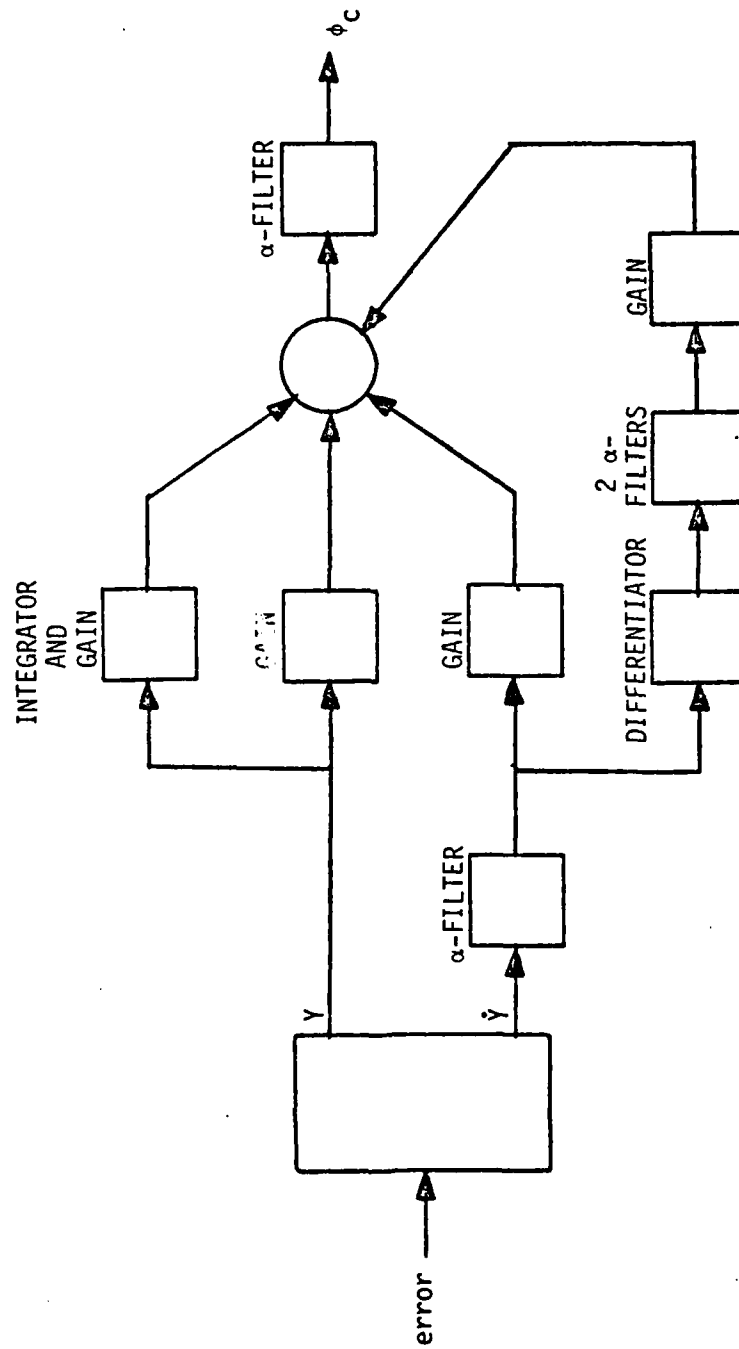 INTEGRATOR
AND
GAIN
α-FILTER
ϕc
GAIN
Y
error
Ẏ
α-FILTER
GAIN
DIFFERENTIATOR
2 α-
FILTERS
GAIN